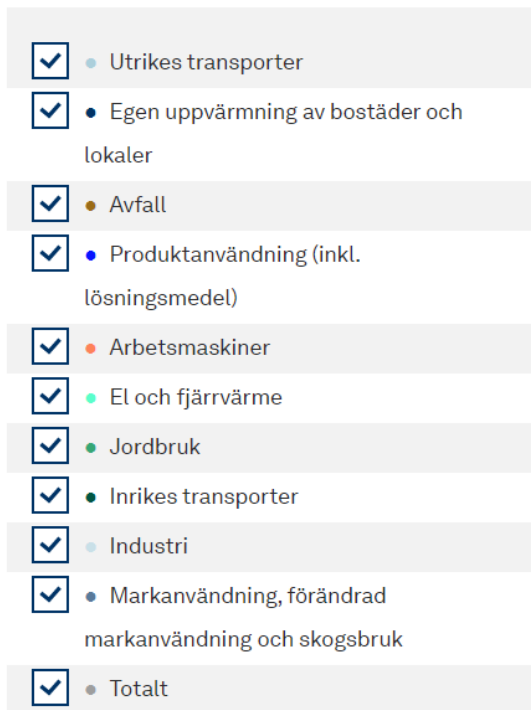 Utrikes transporter
Egen uppvärmning av bostäder och
lokaler
Avfall
Produktanvändning (inkl.
lösningsmedel)
Arbetsmaskiner
El och fjärrvärme
Jordbruk
Inrikes transporter
Industri
Markanvändning, förändrad
markanvändning och skogsbruk
Totalt